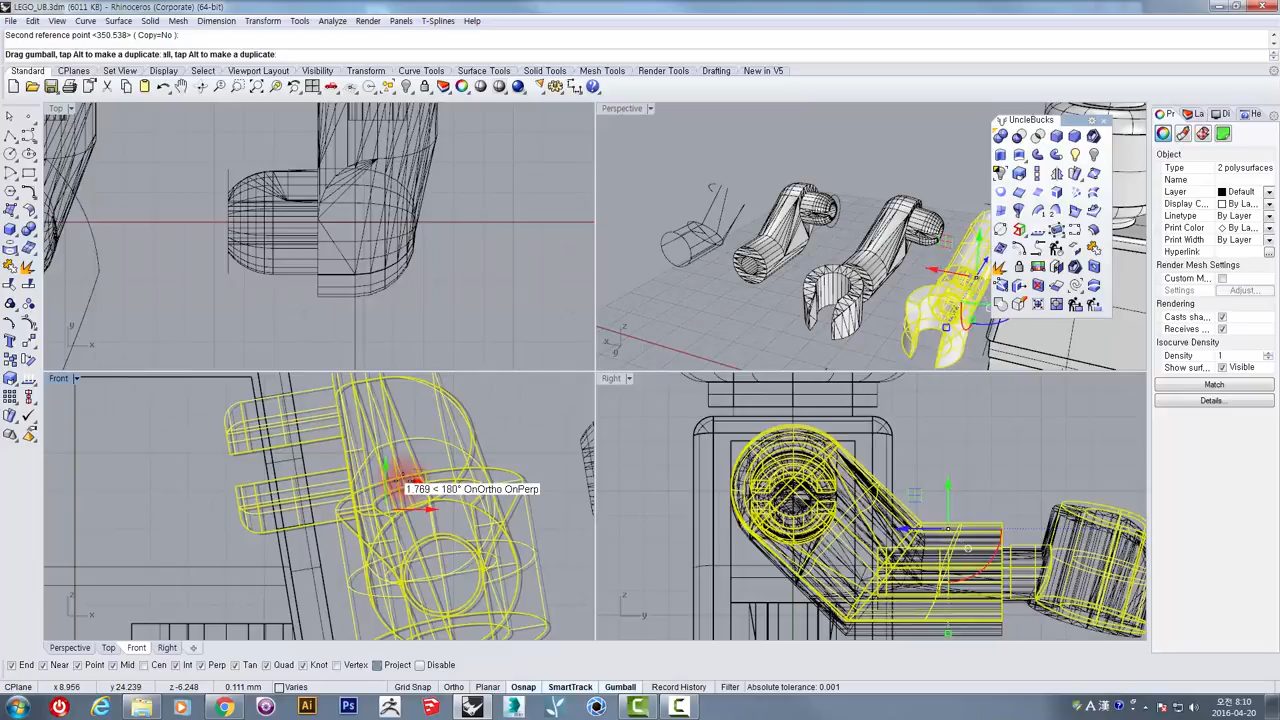 LEGO_UB.3dm (6011 KB) - Rhinoceros (Corporate) (64-bit)
File Edit View Curve Surface Solid Mesh Dimension Transform Tools Analyze Render Panels T-Splines Help
Second reference point <350.538> ( Copy=No ):
Drag gumball, tap Alt to make a duplicate: all, tap Alt to make a duplicate:
Standard CPlanes Set View Display Select Viewport Layout Visibility Transform Curve Tools Surface Tools Solid Tools Mesh Tools Render Tools Drafting New in V5
Top
Perspective
UncleBucks
Pr La Di He
Object
Type 2 polysurfaces
Name
Layer Default
Display C... By La...
Linetype By Layer
Print Color By La...
Print Width By Layer
Hyperlink ...
Render Mesh Settings
Custom M...
Settings Adjust...
Rendering
Casts sha...
Receives ...
Isocurve Density
Density 1
Show surf... Visible
Match
Details...
y x
z x y
Front
Right
1.769 < 180° OnOrtho OnPerp
z x
z y
Perspective Top Front Right
End Near Point Mid Cen Int Perp Tan Quad Knot Vertex Project Disable
CPlane x 8.956 y 24.239 z -6.248 0.111 mm Varies Grid Snap Ortho Planar Osnap SmartTrack Gumball Record History Filter Absolute tolerance: 0.001
Ai Ps A 漢 오전 8:10
2016-04-20